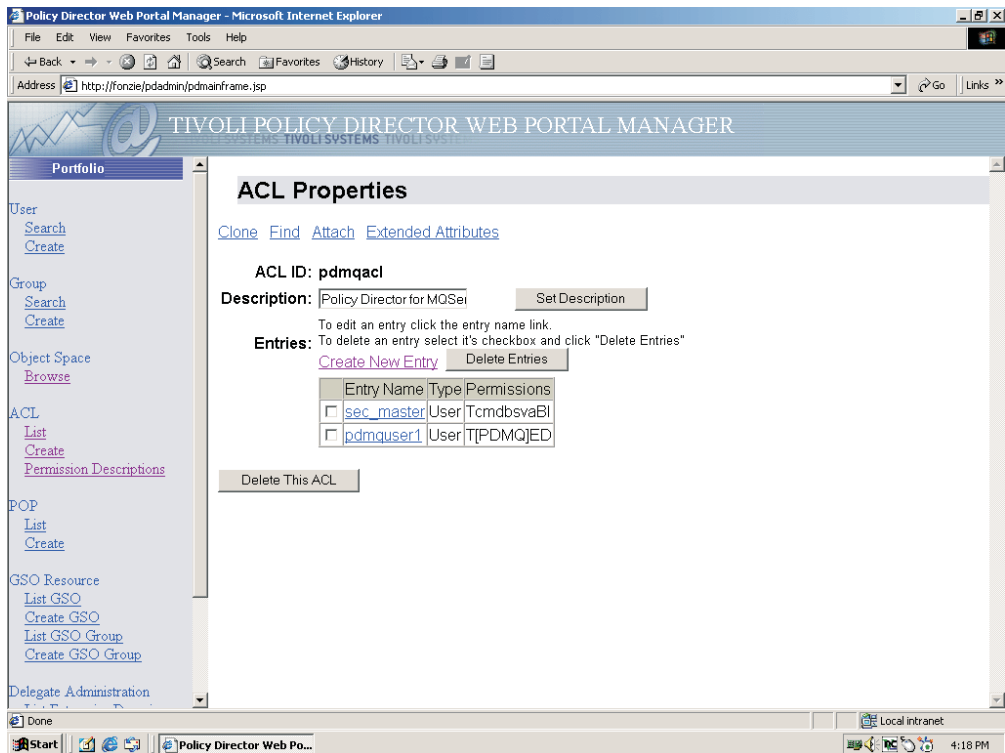 Policy Director Web Portal Manager - Microsoft Internet Explorer
File Edit View Favorites Tools Help
Back Search Favorites History
Address http://fonzie/pdadmin/pdmainframe.jsp Go Links »
TIVOLI POLICY DIRECTOR WEB PORTAL MANAGER
TIVOLI SYSTEMS TIVOLI SYSTE
Portfolio
User
Search
Create
Group
Search
Create
Object Space
Browse
ACL
List
Create
Permission Descriptions
POP
List
Create
GSO Resource
List GSO
Create GSO
List GSO Group
Create GSO Group
Delegate Administration
ACL Properties
Clone Find Attach Extended Attributes
ACL ID: pdmqacl
Description: Policy Director for MQSer Set Description
To edit an entry click the entry name link.
Entries: To delete an entry select it's checkbox and click "Delete Entries"
Create New Entry Delete Entries
Entry Name Type Permissions
sec_master User TcmdbsvaBl
pdmquser1 User T[PDMQ]ED
Delete This ACL
Done Local intranet
Start Policy Director Web Po... 4:18 PM